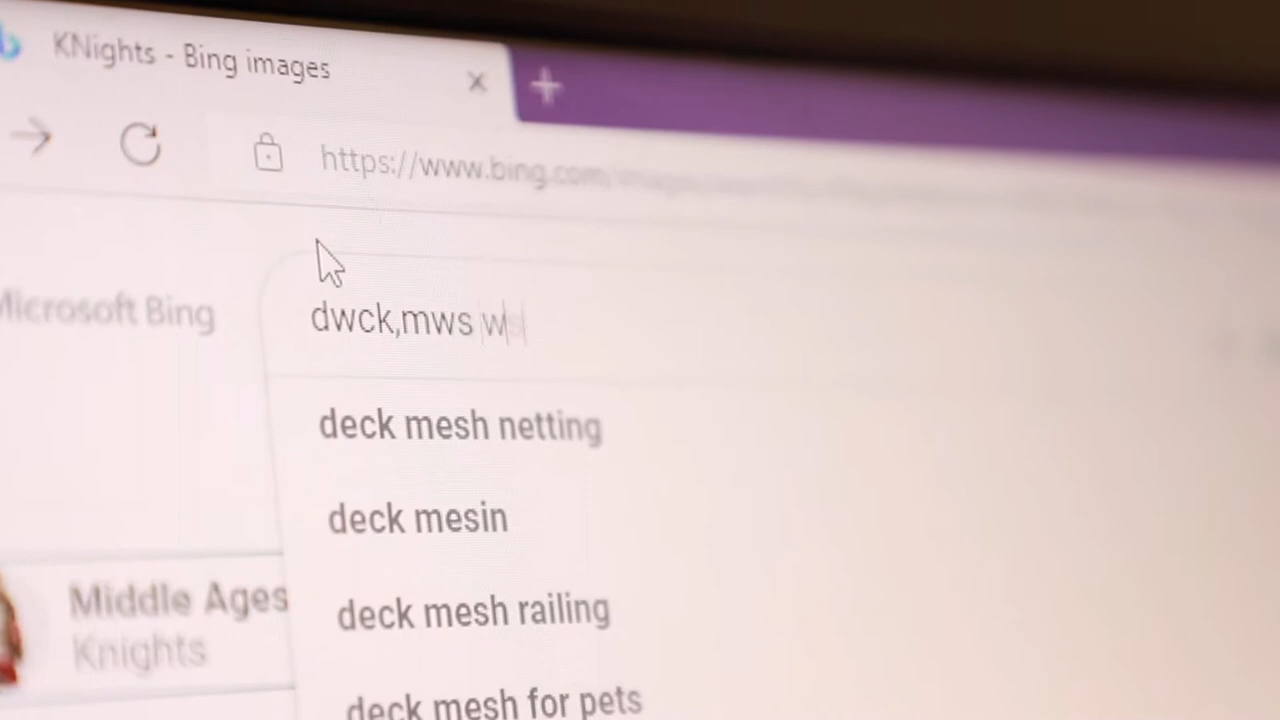 KNights - Bing images
https://www.bing.com
Microsoft Bing
dwck,mws w
deck mesh netting
deck mesin
deck mesh railing
Middle Ages
Knights
deck mesh for pets